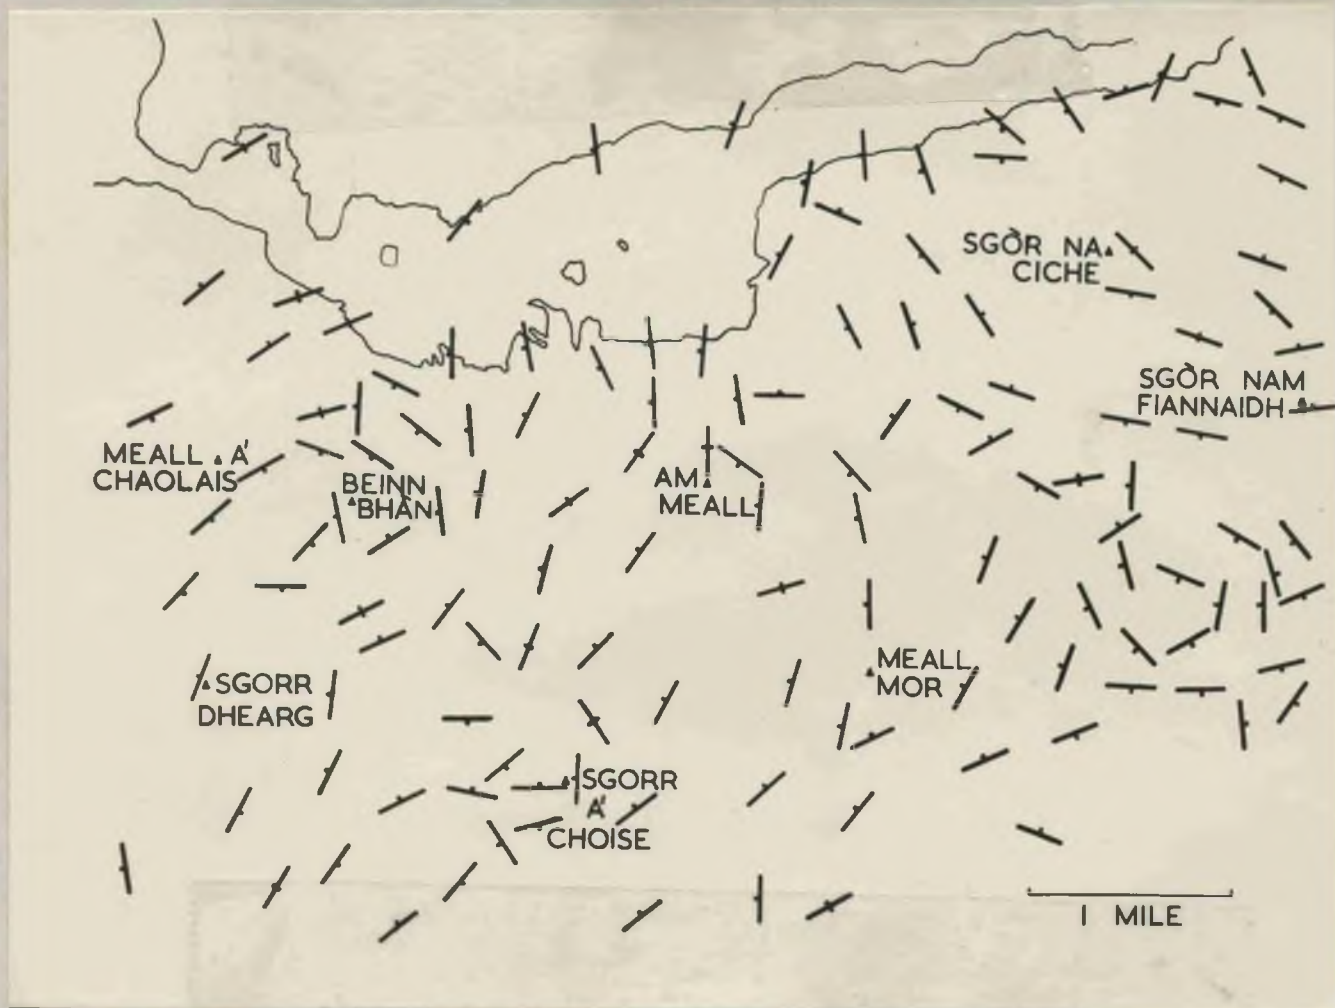 SGÒR NA
CICHE
SGÒR NAM
FIANNAIDH
MEALL A'
CHAOLAIS
BEINN
BHÀN
AM
MEALL
SGORR
DHEARG
MEALL
MOR
SGORR
A'
CHOISE
1 MILE